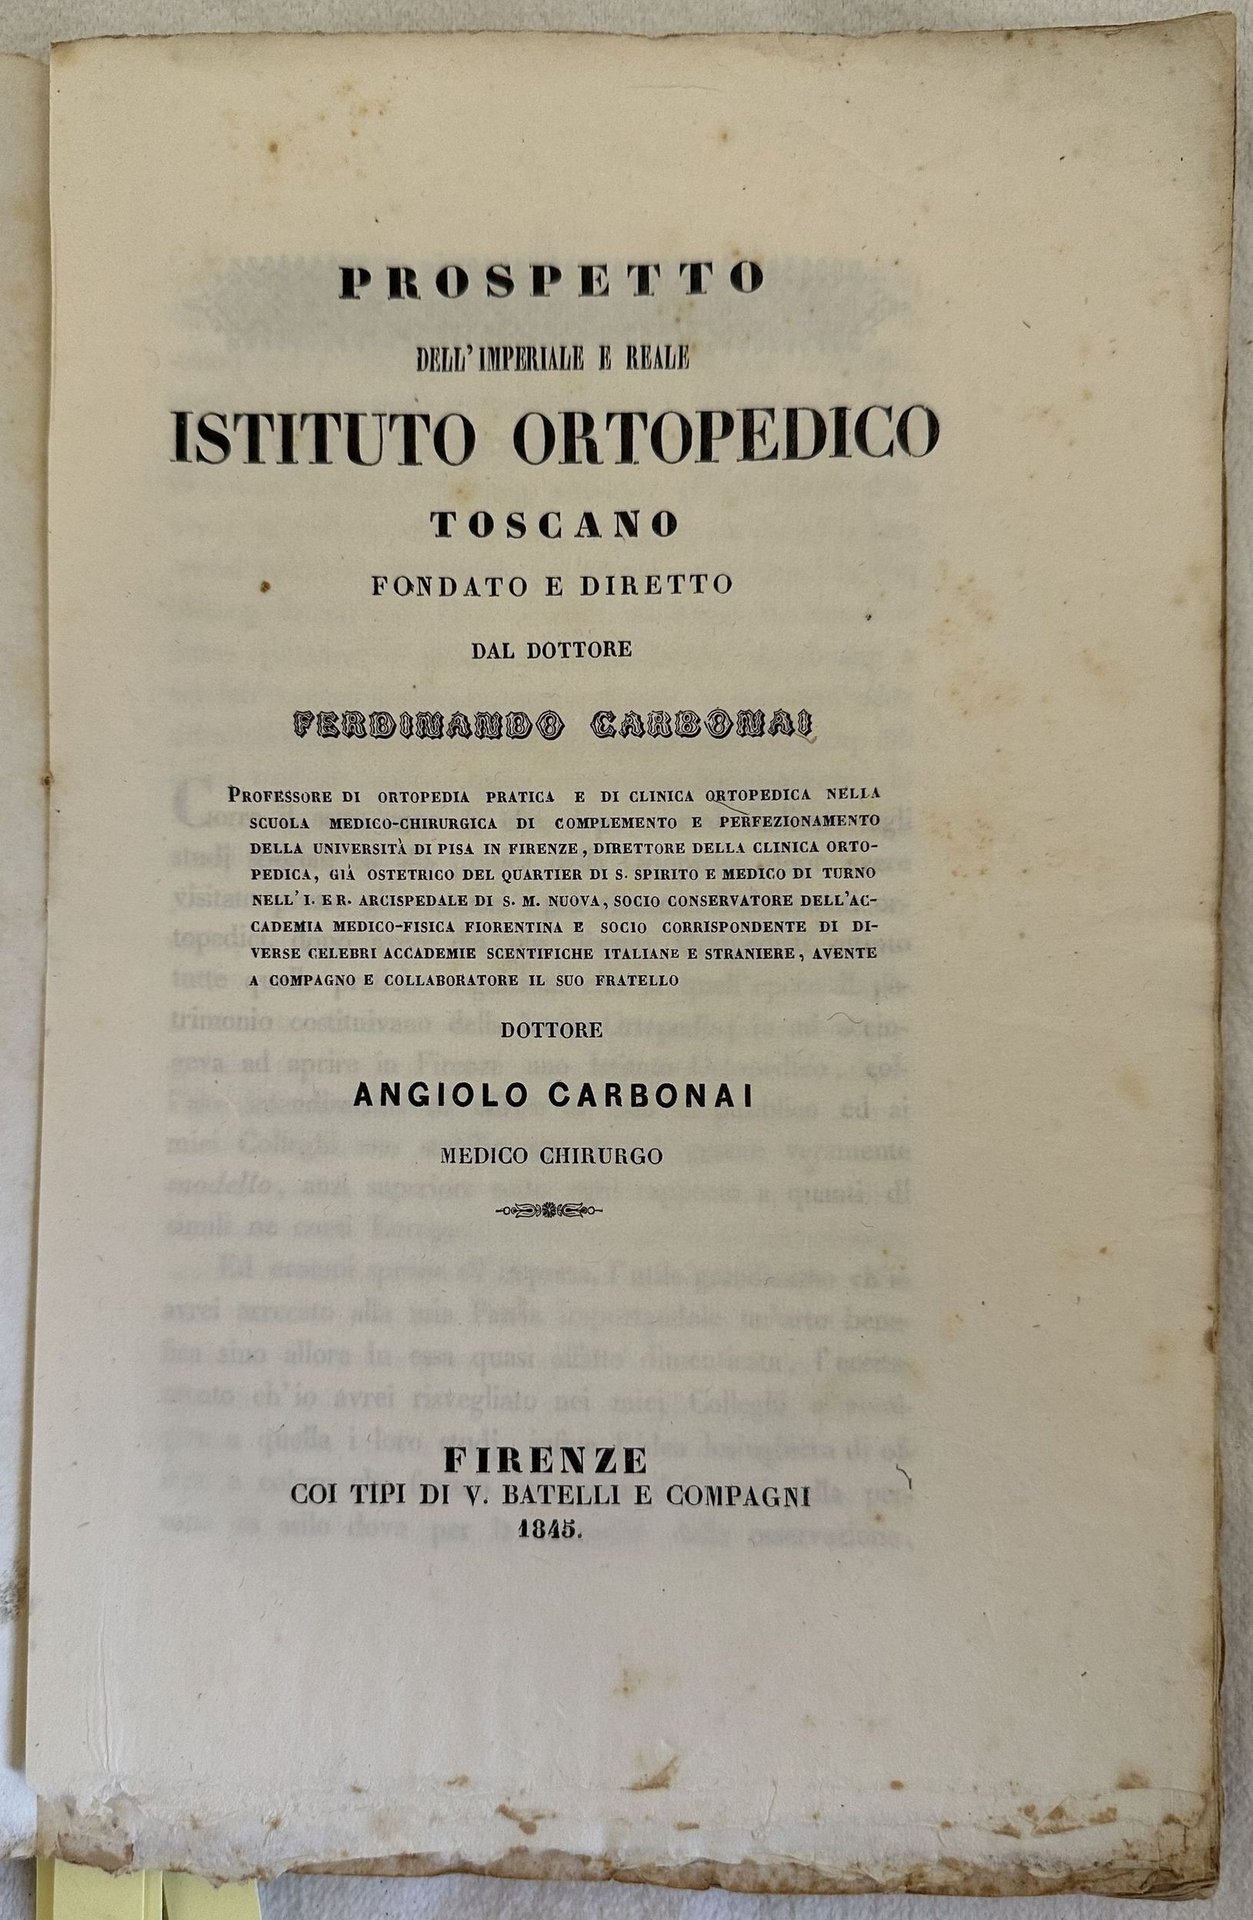 PROSPETTO
DELL' IMPERIALE E REALE
ISTITUTO ORTOPEDICO
TOSCANO
FONDATO E DIRETTO
DAL DOTTORE
FERDINANDO CARBONAI
PROFESSORE DI ORTOPEDIA PRATICA E DI CLINICA ORTOPEDICA NELLA
SCUOLA MEDICO-CHIRURGICA DI COMPLEMENTO E PERFEZIONAMENTO
DELLA UNIVERSITÀ DI PISA IN FIRENZE, DIRETTORE DELLA CLINICA ORTO-
PEDICA, GIÀ OSTETRICO DEL QUARTIER DI S. SPIRITO E MEDICO DI TURNO
NELL' I. E R. ARCISPEDALE DI S. M. NUOVA, SOCIO CONSERVATORE DELL'AC-
CADEMIA MEDICO-FISICA FIORENTINA E SOCIO CORRISPONDENTE DI DI-
VERSE CELEBRI ACCADEMIE SCENTIFICHE ITALIANE E STRANIERE, AVENTE
A COMPAGNO E COLLABORATORE IL SUO FRATELLO
DOTTORE
ANGIOLO CARBONAI
MEDICO CHIRURGO
FIRENZE
COI TIPI DI V. BATELLI E COMPAGNI
1845.